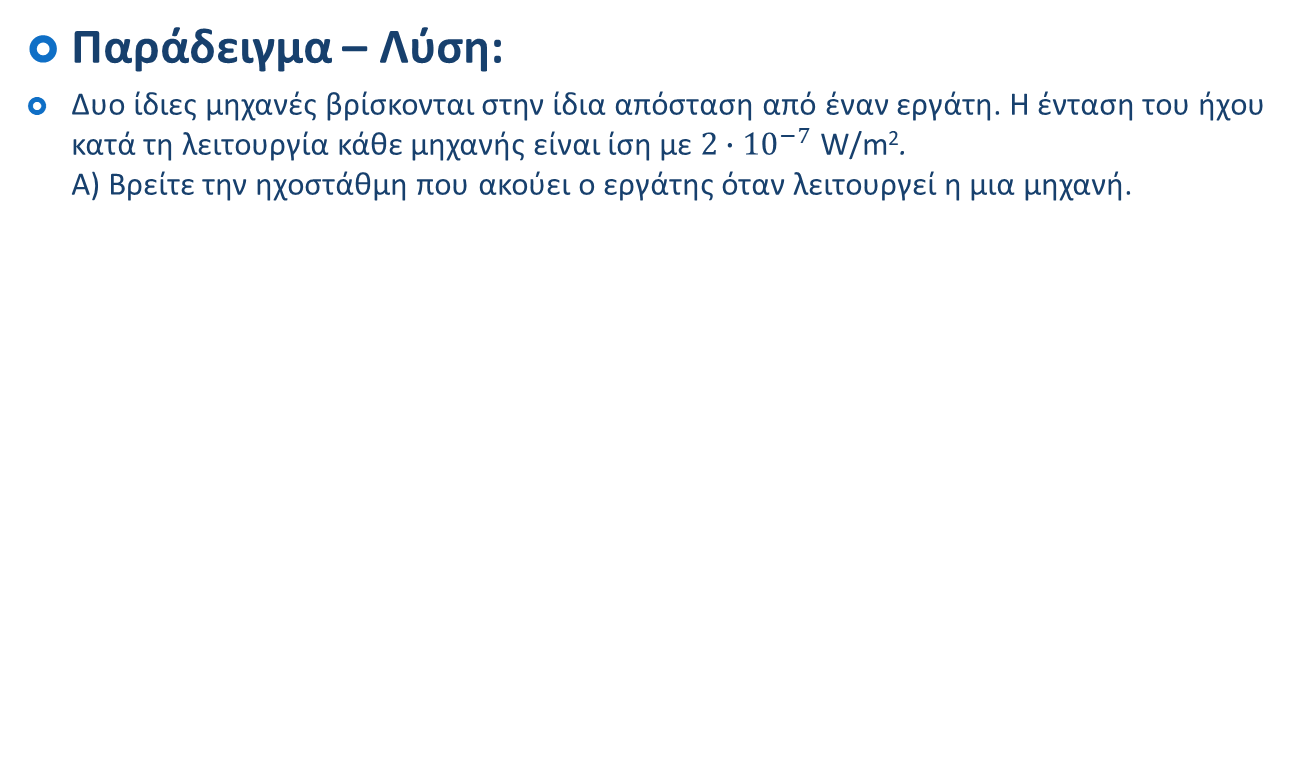 Παράδειγμα – Λύση:
Δυο ίδιες μηχανές βρίσκονται στην ίδια απόσταση από έναν εργάτη. Η ένταση του ήχου
κατά τη λειτουργία κάθε μηχανής είναι ίση με 2 · 10⁻⁷ W/m².
Α) Βρείτε την ηχοστάθμη που ακούει ο εργάτης όταν λειτουργεί η μια μηχανή.